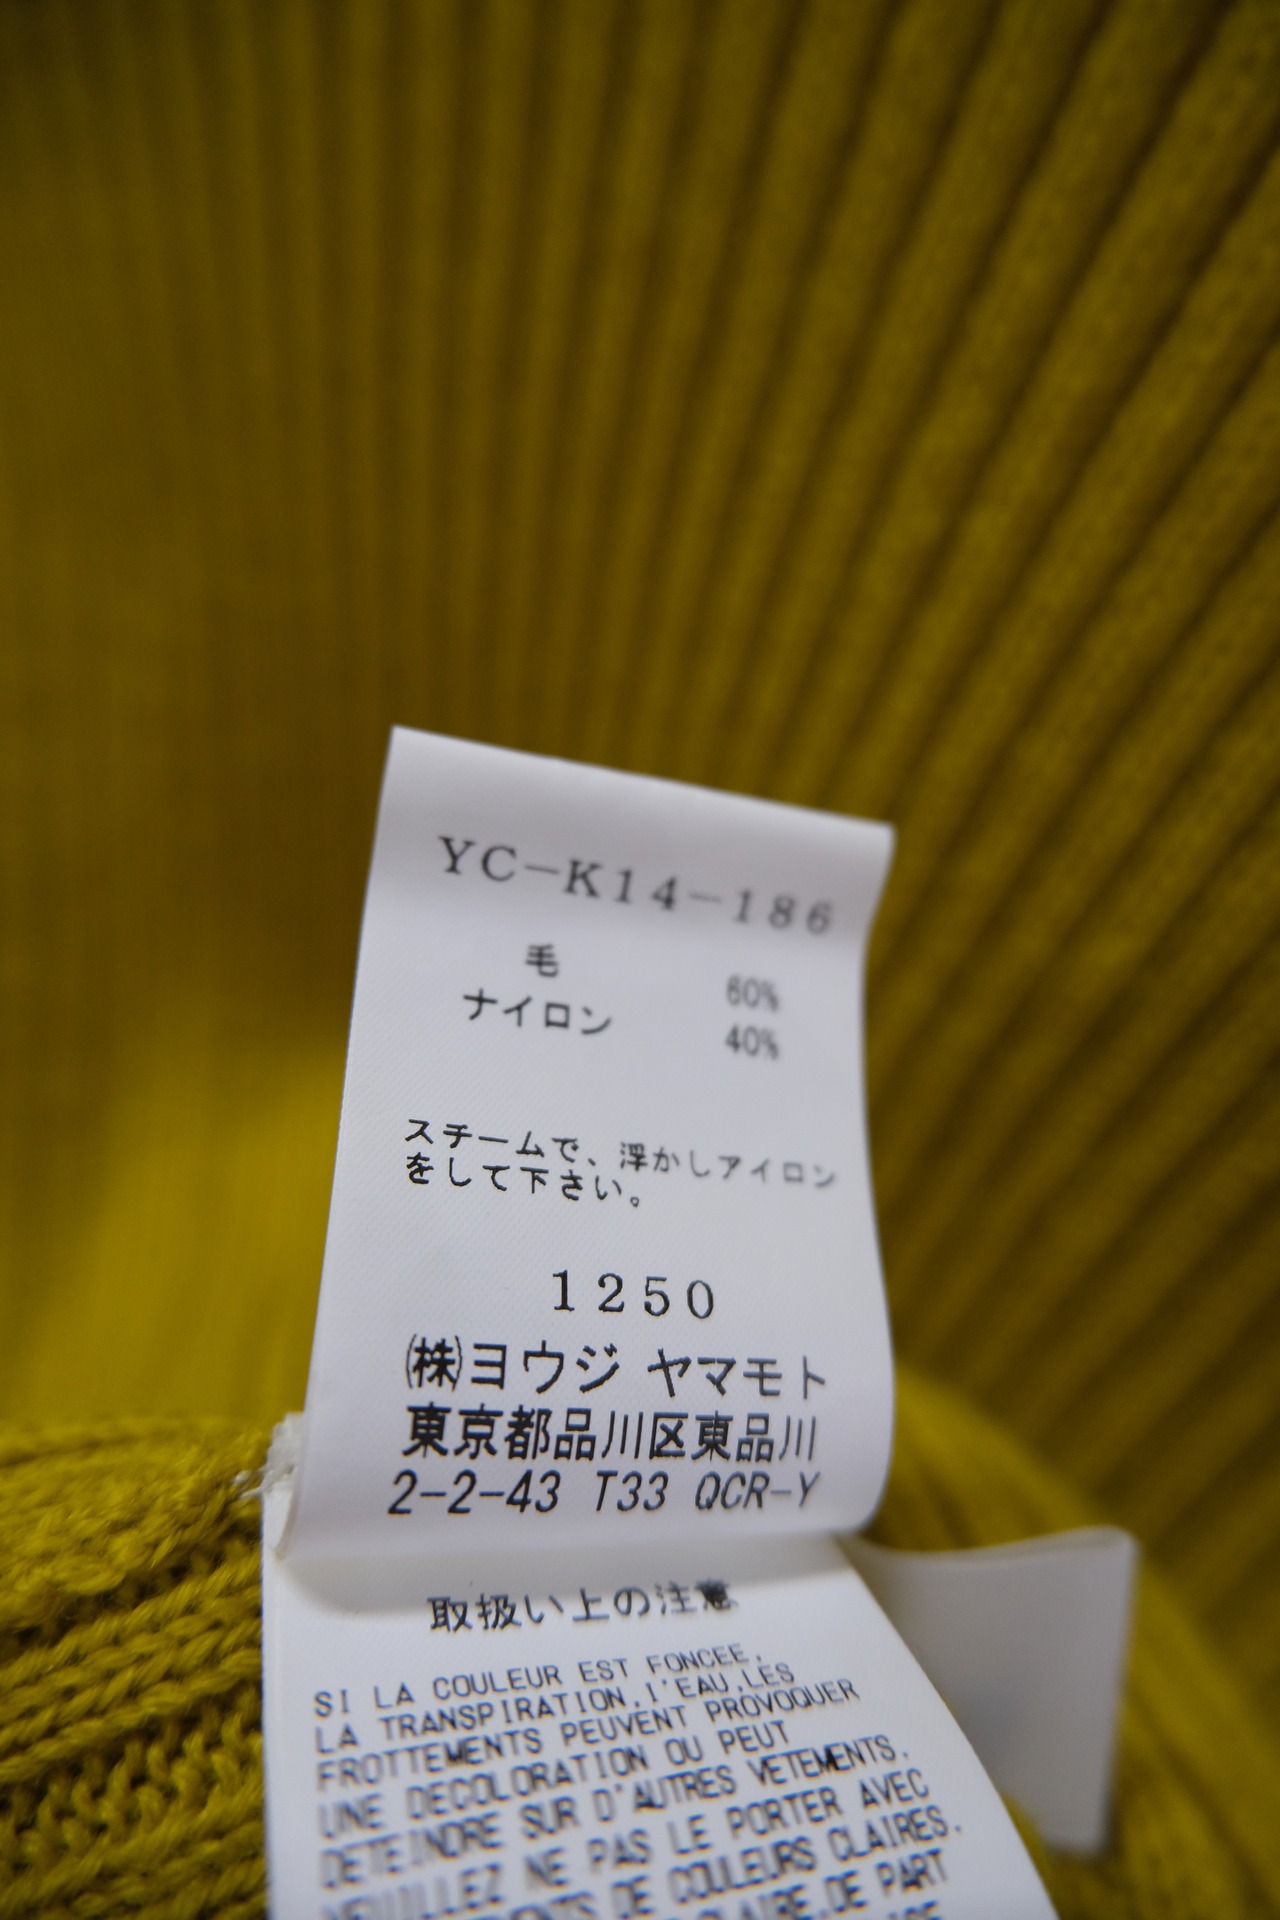 YC-K14-186
毛 60%
ナイロン 40%
スチームで、浮かしアイロン
をして下さい。
1250
㈱ヨウジ ヤマモト
東京都品川区東品川
2-2-43 T33 QCR-Y
取扱い上の注意
SI LA COULEUR EST FONCEE,
LA TRANSPIRATION,l'EAU,LES
FROTTEMENTS PEUVENT PROVOQUER
UNE DECOLORATION OU PEUT
DETEINDRE SUR D'AUTRES VETEMENTS.
VEUILLEZ NE PAS LE PORTER AVEC
DE COULEURS CLAIRES.
CLAIRE,DE PART